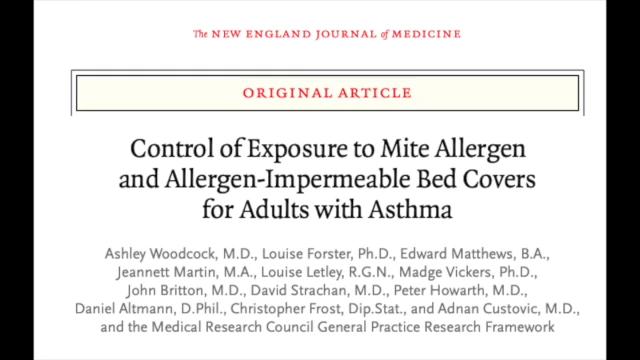 The NEW ENGLAND JOURNAL of MEDICINE
ORIGINAL ARTICLE
Control of Exposure to Mite Allergen
and Allergen-Impermeable Bed Covers
for Adults with Asthma
Ashley Woodcock, M.D., Louise Forster, Ph.D., Edward Matthews, B.A.,
Jeannett Martin, M.A., Louise Letley, R.G.N., Madge Vickers, Ph.D.,
John Britton, M.D., David Strachan, M.D., Peter Howarth, M.D.,
Daniel Altmann, D.Phil., Christopher Frost, Dip.Stat., and Adnan Custovic, M.D.,
and the Medical Research Council General Practice Research Framework